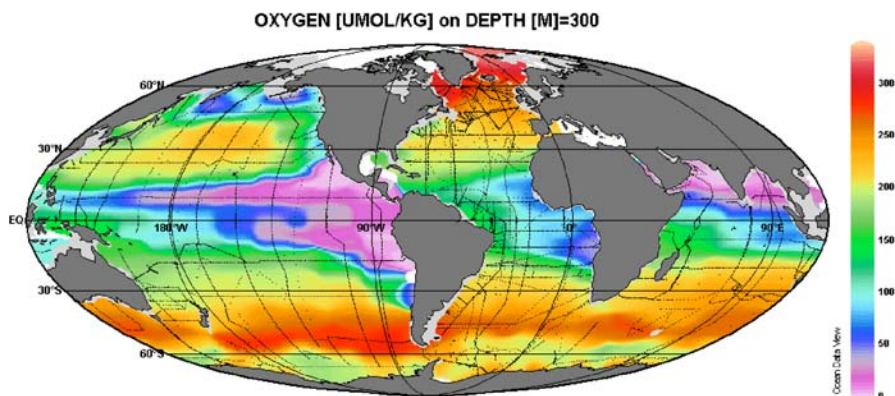 OXYGEN [UMOL/KG] on DEPTH [M]=300
60°N
30°N
EQ
180°W
90°W
0°
90°E
30°S
60°S
300
250
200
150
100
50
0
Ocean Data View